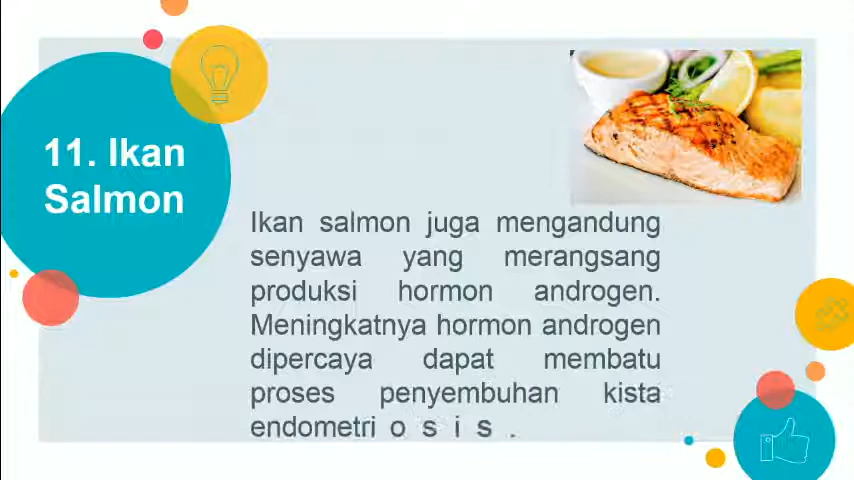 11. Ikan
Salmon
Ikan salmon juga mengandung
senyawa yang merangsang
produksi hormon androgen.
Meningkatnya hormon androgen
dipercaya dapat membatu
proses penyembuhan kista
endometri o s i s .